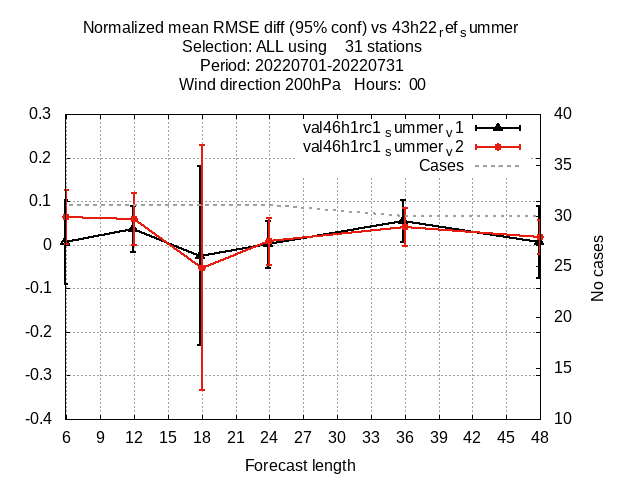 Normalized mean RMSE diff (95% conf) vs 43h22refsummer
Selection: ALL using 31 stations
Period: 20220701-20220731
Wind direction 200hPa Hours: 00
val46h1rc1summerv1
val46h1rc1summerv2
Cases
0.3
0.2
0.1
0
-0.1
-0.2
-0.3
-0.4
40
35
30
25
20
15
10
No cases
6 9 12 15 18 21 24 27 30 33 36 39 42 45 48
Forecast length